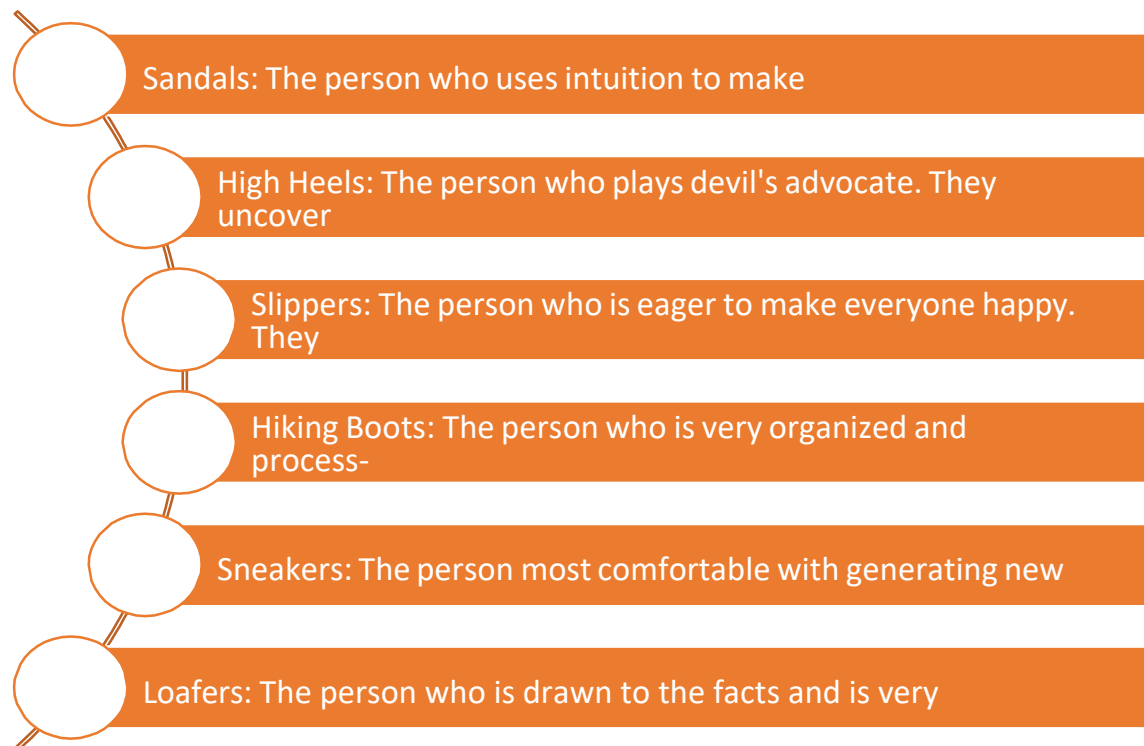 Sandals: The person who uses intuition to make
High Heels: The person who plays devil's advocate. They
uncover
Slippers: The person who is eager to make everyone happy.
They
Hiking Boots: The person who is very organized and
process-
Sneakers: The person most comfortable with generating new
Loafers: The person who is drawn to the facts and is very